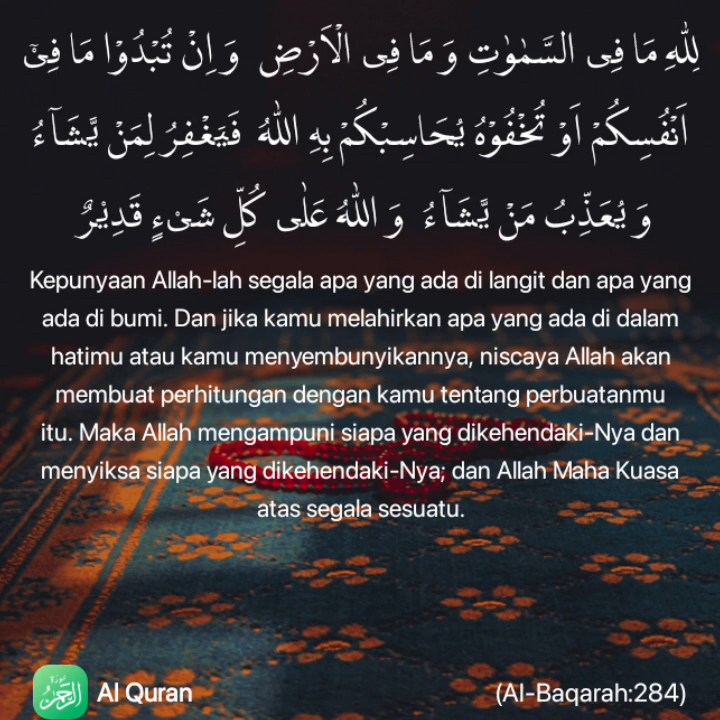 لِلّٰهِ مَا فِى السَّمٰوٰتِ وَ مَا فِى الْاَرْضِ وَ اِنْ تُبْدُوْا مَا فِىْٓ
اَنْفُسِكُمْ اَوْ تُخْفُوْهُ يُحَاسِبْكُمْ بِهِ اللّٰهُ فَيَغْفِرُ لِمَنْ يَّشَآءُ
وَ يُعَذِّبُ مَنْ يَّشَآءُ وَ اللّٰهُ عَلٰى كُلِّ شَىْءٍ قَدِيْرٌ
Kepunyaan Allah-lah segala apa yang ada di langit dan apa yang
ada di bumi. Dan jika kamu melahirkan apa yang ada di dalam
hatimu atau kamu menyembunyikannya, niscaya Allah akan
membuat perhitungan dengan kamu tentang perbuatanmu
itu. Maka Allah mengampuni siapa yang dikehendaki-Nya dan
menyiksa siapa yang dikehendaki-Nya; dan Allah Maha Kuasa
atas segala sesuatu.
Al Quran
(Al-Baqarah:284)